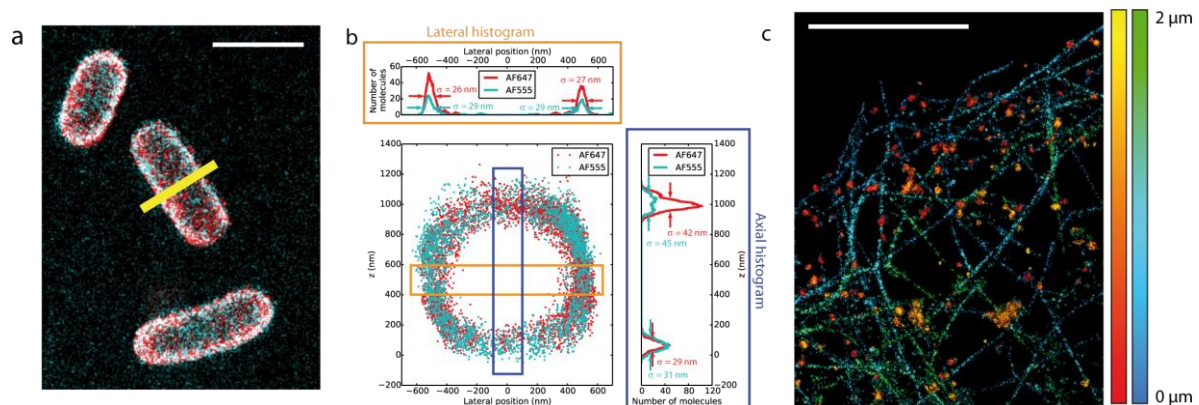 a
b
Lateral histogram
Lateral position (nm)
−600 −400 −200 0 200 400 600
Number of
molecules
60
40
20
0
AF647
AF555
σ = 26 nm
σ = 29 nm
σ = 27 nm
σ = 29 nm
1400
1200
1000
800
600
400
200
0
−200
z (nm)
AF647
AF555
−600 −400 −200 0 200 400 600
Lateral position (nm)
AF647
AF555
σ = 42 nm
σ = 45 nm
σ = 29 nm
σ = 31 nm
1400
1200
1000
800
600
400
200
0
−200
z (nm)
0 40 80 120
Number of molecules
Axial histogram
c
2 μm
0 μm